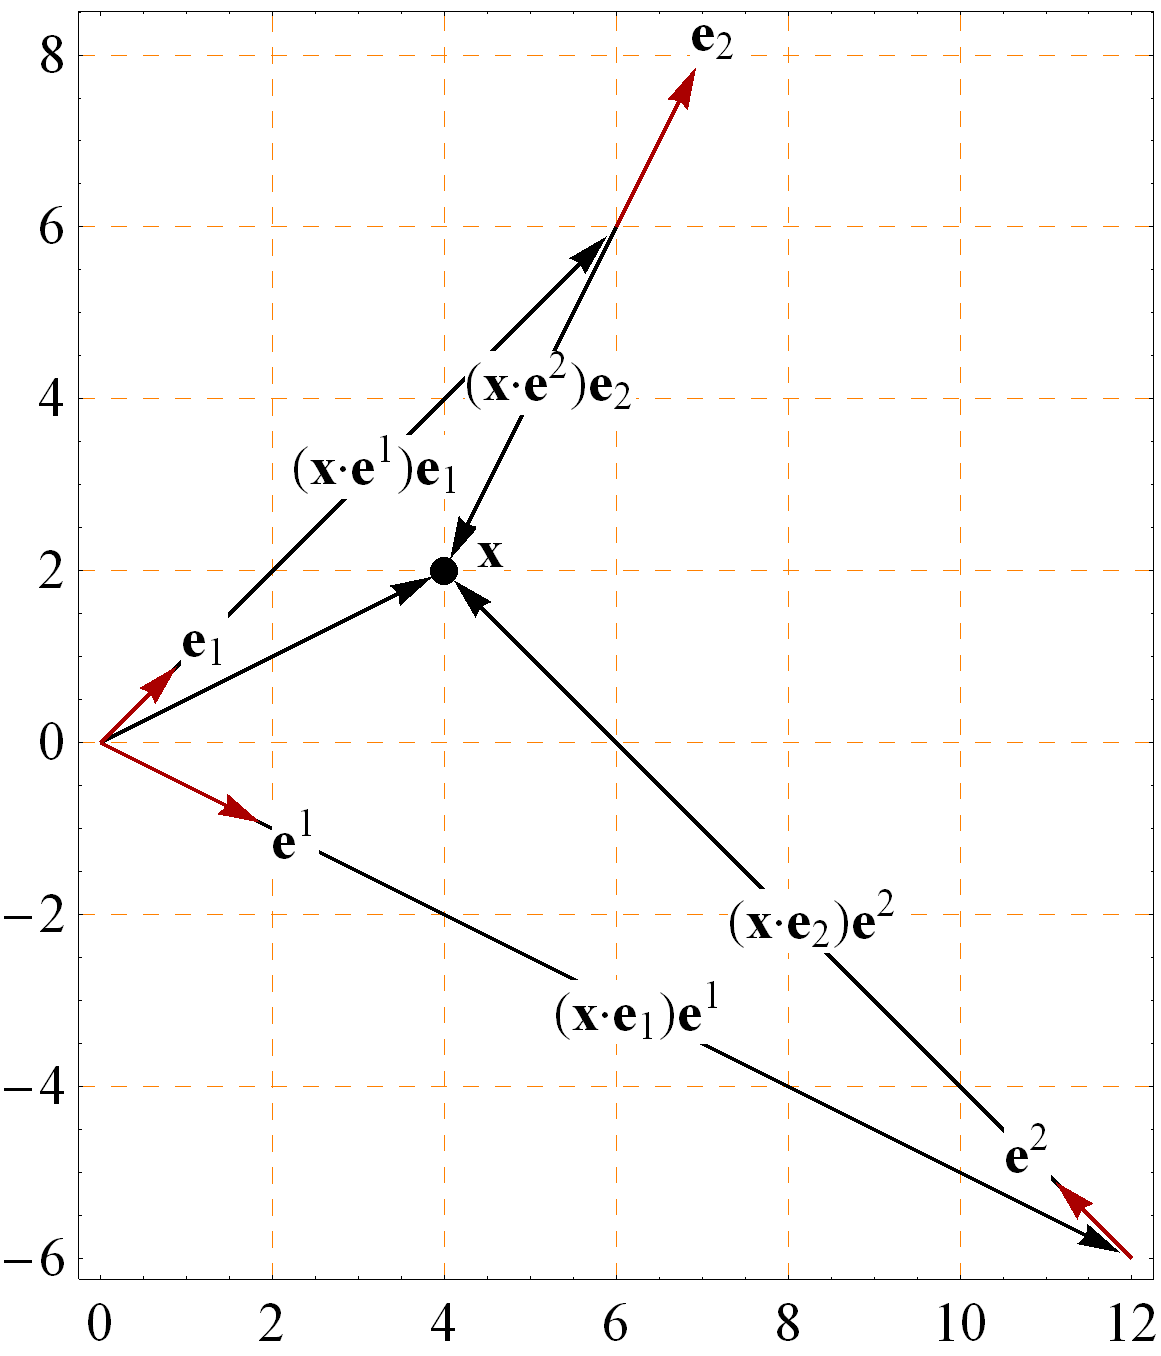 e₂
8
6
4
(x·e²)e₂
(x·e¹)e₁
2
x
e₁
0
e¹
−2
(x·e₂)e²
(x·e₁)e¹
−4
e²
−6
0 2 4 6 8 10 12